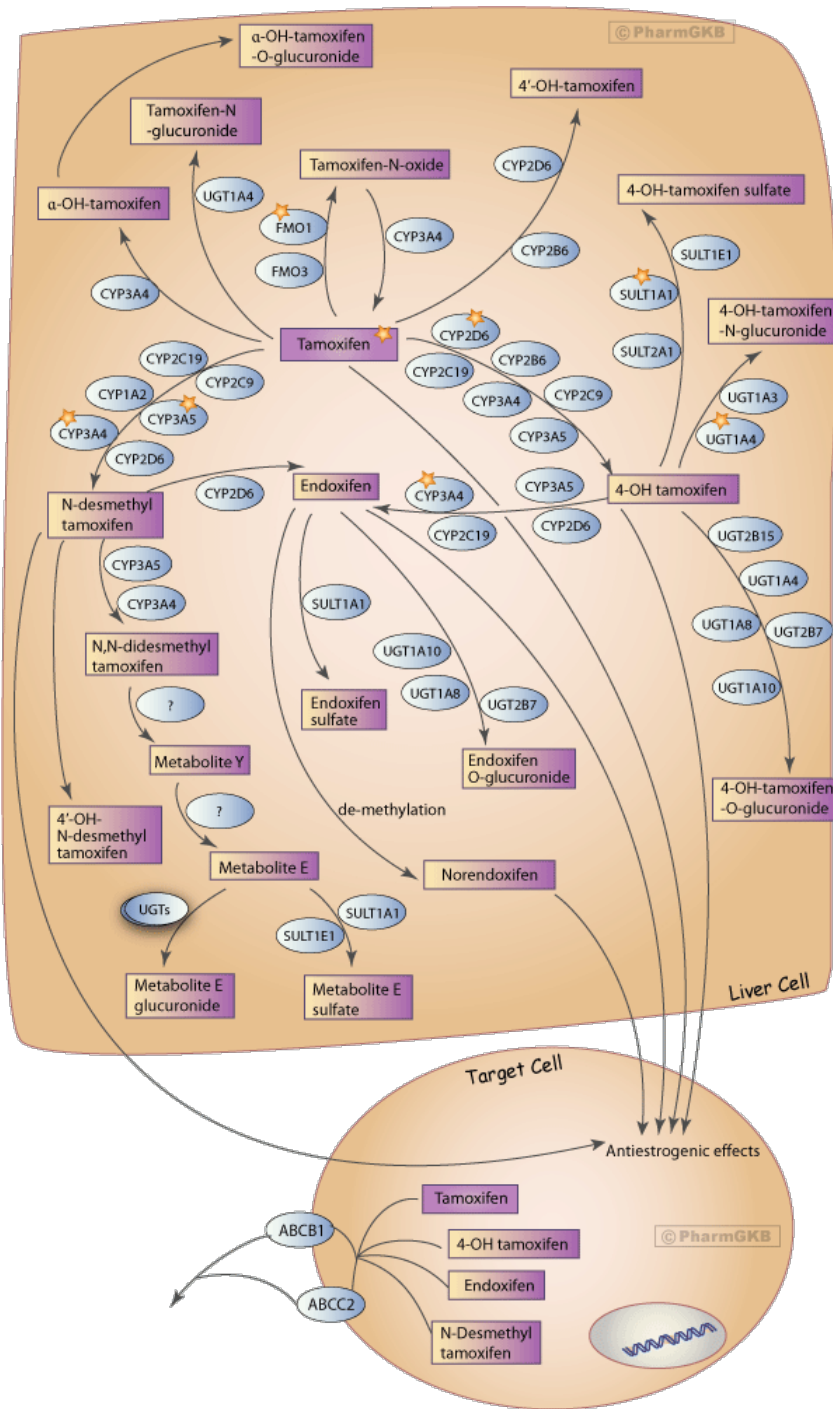 α-OH-tamoxifen
-O-glucuronide
© PharmGKB
4'-OH-tamoxifen
Tamoxifen-N
-glucuronide
Tamoxifen-N-oxide
CYP2D6
4-OH-tamoxifen sulfate
α-OH-tamoxifen
UGT1A4
FMO1
CYP3A4
FMO3
CYP2B6
SULT1E1
CYP3A4
SULT1A1
4-OH-tamoxifen
-N-glucuronide
Tamoxifen
CYP2D6
SULT2A1
CYP2C19
CYP2C9
CYP2C19
CYP2B6
CYP1A2
CYP3A5
CYP3A4
CYP2C9
UGT1A3
CYP3A4
CYP2D6
CYP3A5
UGT1A4
N-desmethyl
tamoxifen
CYP2D6
Endoxifen
CYP3A4
CYP3A5
4-OH tamoxifen
CYP2C19
CYP2D6
UGT2B15
CYP3A5
UGT1A4
CYP3A4
SULT1A1
UGT1A8
UGT2B7
N,N-didesmethyl
tamoxifen
UGT1A10
UGT1A8
UGT2B7
UGT1A10
?
Endoxifen
sulfate
Metabolite Y
Endoxifen
O-glucuronide
4-OH-tamoxifen
-O-glucuronide
4'-OH-
N-desmethyl
tamoxifen
?
de-methylation
Metabolite E
Norendoxifen
UGTs
SULT1A1
SULT1E1
Metabolite E
glucuronide
Metabolite E
sulfate
Liver Cell
Target Cell
Antiestrogenic effects
Tamoxifen
ABCB1
4-OH tamoxifen
© PharmGKB
Endoxifen
ABCC2
N-Desmethyl
tamoxifen